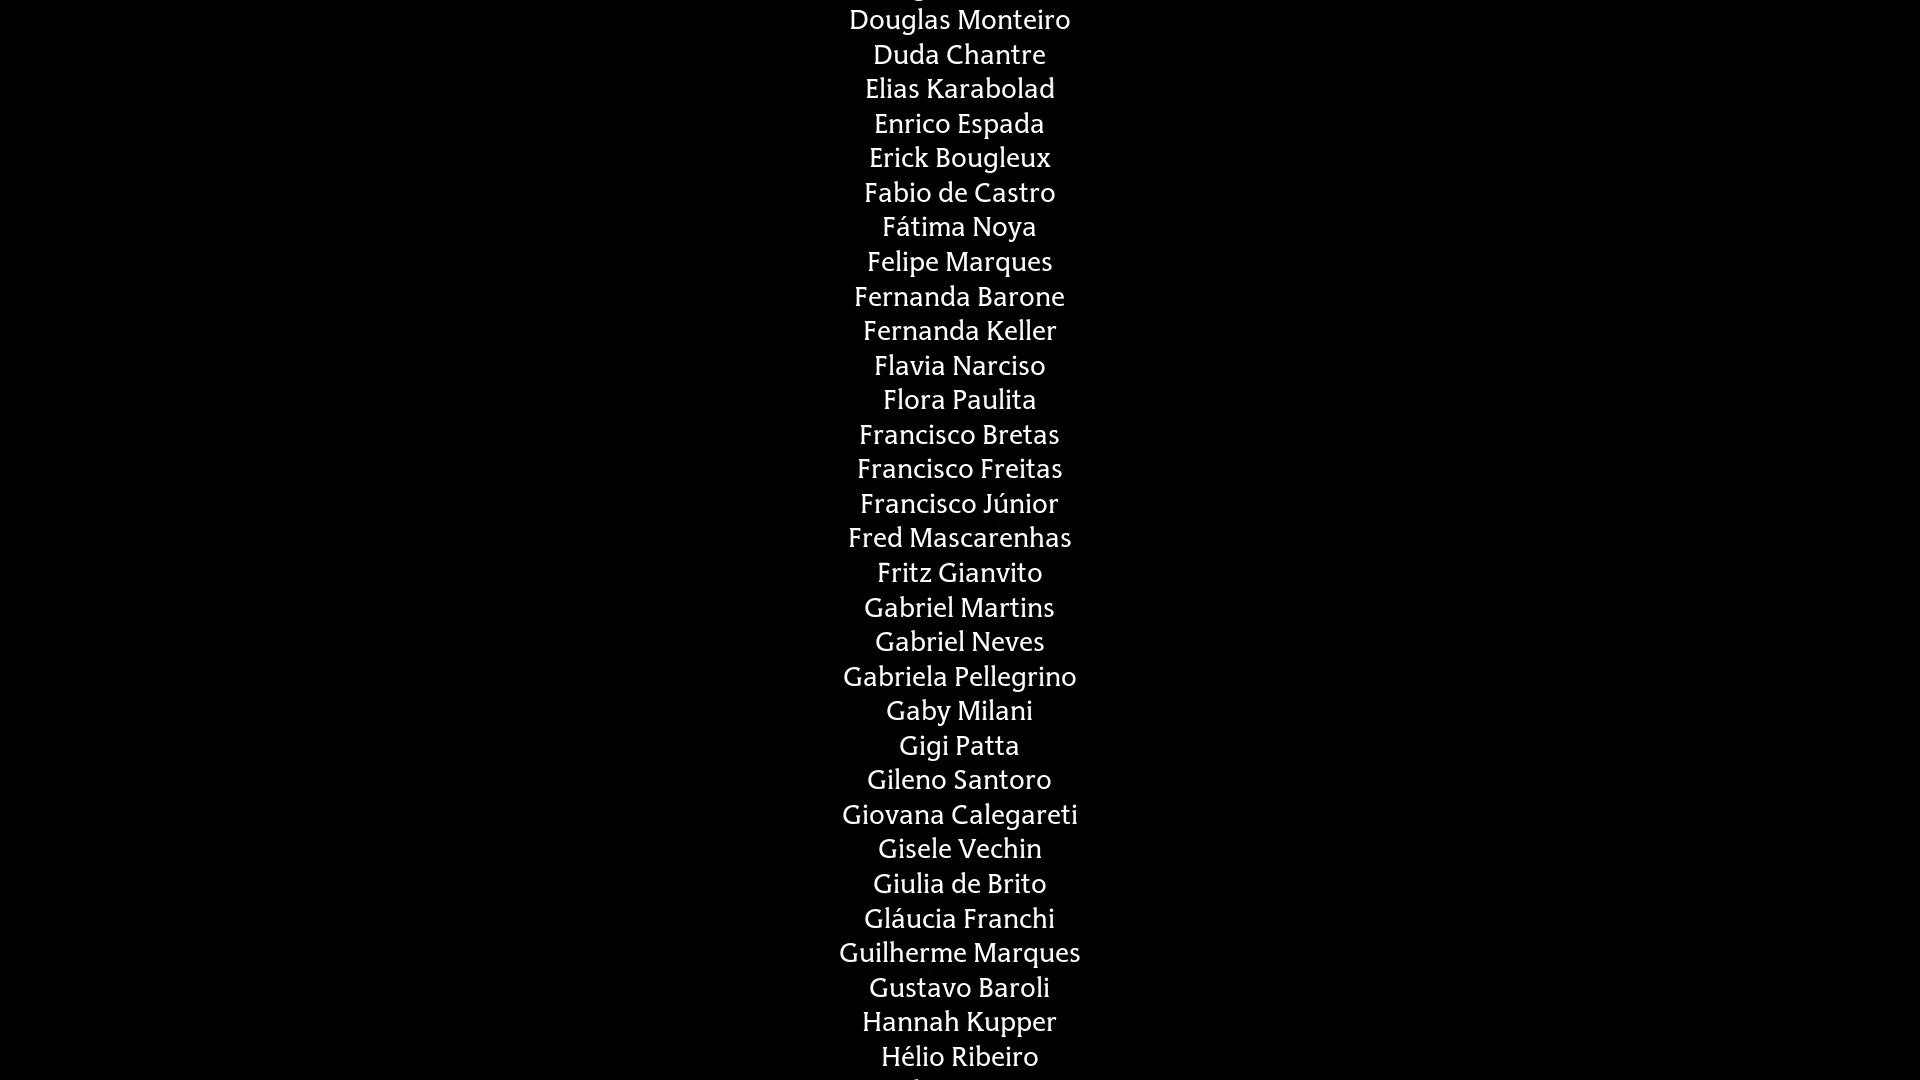 Douglas Monteiro
Duda Chantre
Elias Karabolad
Enrico Espada
Erick Bougleux
Fabio de Castro
Fátima Noya
Felipe Marques
Fernanda Barone
Fernanda Keller
Flavia Narciso
Flora Paulita
Francisco Bretas
Francisco Freitas
Francisco Júnior
Fred Mascarenhas
Fritz Gianvito
Gabriel Martins
Gabriel Neves
Gabriela Pellegrino
Gaby Milani
Gigi Patta
Gileno Santoro
Giovana Calegareti
Gisele Vechin
Giulia de Brito
Gláucia Franchi
Guilherme Marques
Gustavo Baroli
Hannah Kupper
Hélio Ribeiro